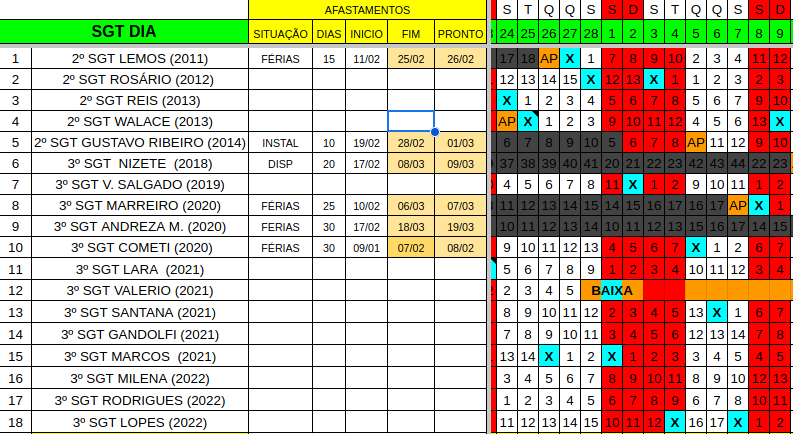 AFASTAMENTOS S T Q Q S S D S T Q Q S S D
SGT DIA SITUAÇÃO DIAS INICIO FIM PRONTO 24 25 26 27 28 1 2 3 4 5 6 7 8 9
1 2º SGT LEMOS (2011) FÉRIAS 15 11/02 25/02 26/02 17 18 AP X 1 7 8 9 10 2 3 4 11 12
2 2º SGT ROSÁRIO (2012) 12 13 14 15 X 12 13 X 1 1 2 3 2 3
3 2º SGT REIS (2013) X 1 2 3 4 5 6 7 8 5 6 7 9 10
4 2º SGT WALACE (2013) AP X 1 2 3 9 10 11 12 4 5 6 13 X
5 2º SGT GUSTAVO RIBEIRO (2014) INSTAL 10 19/02 28/02 01/03 6 7 8 9 10 5 6 7 8 AP 11 12 9 10
6 3º SGT NIZETE (2018) DISP 20 17/02 08/03 09/03 37 38 39 40 41 20 21 22 23 42 43 44 22 23
7 3º SGT V. SALGADO (2019) 4 5 6 7 8 11 X 1 2 9 10 11 1 2
8 3º SGT MARREIRO (2020) FÉRIAS 25 10/02 06/03 07/03 11 12 13 14 15 14 15 16 17 16 17 AP X 1
9 3º SGT ANDREZA M. (2020) FÉRIAS 30 17/02 18/03 19/03 10 11 12 13 14 10 11 12 13 15 16 17 14 15
10 3º SGT COMETI (2020) FÉRIAS 30 09/01 07/02 08/02 9 10 11 12 13 4 5 6 7 X 1 2 6 7
11 3º SGT LARA (2021) 5 6 7 8 9 1 2 3 4 10 11 12 3 4
12 3º SGT VALERIO (2021) 2 3 4 5 BAIXA
13 3º SGT SANTANA (2021) 8 9 10 11 12 2 3 4 5 13 X 1 6 7
14 3º SGT GANDOLFI (2021) 7 8 9 10 11 3 4 5 6 12 13 14 7 8
15 3º SGT MARCOS (2021) 13 14 X 1 2 X 1 2 3 3 4 5 4 5
16 3º SGT MILENA (2022) 3 4 5 6 7 8 9 10 11 8 9 10 12 13
17 3º SGT RODRIGUES (2022) 1 2 3 4 5 6 7 8 9 6 7 8 10 11
18 3º SGT LOPES (2022) 11 12 13 14 15 10 11 12 X 16 17 X 1 2